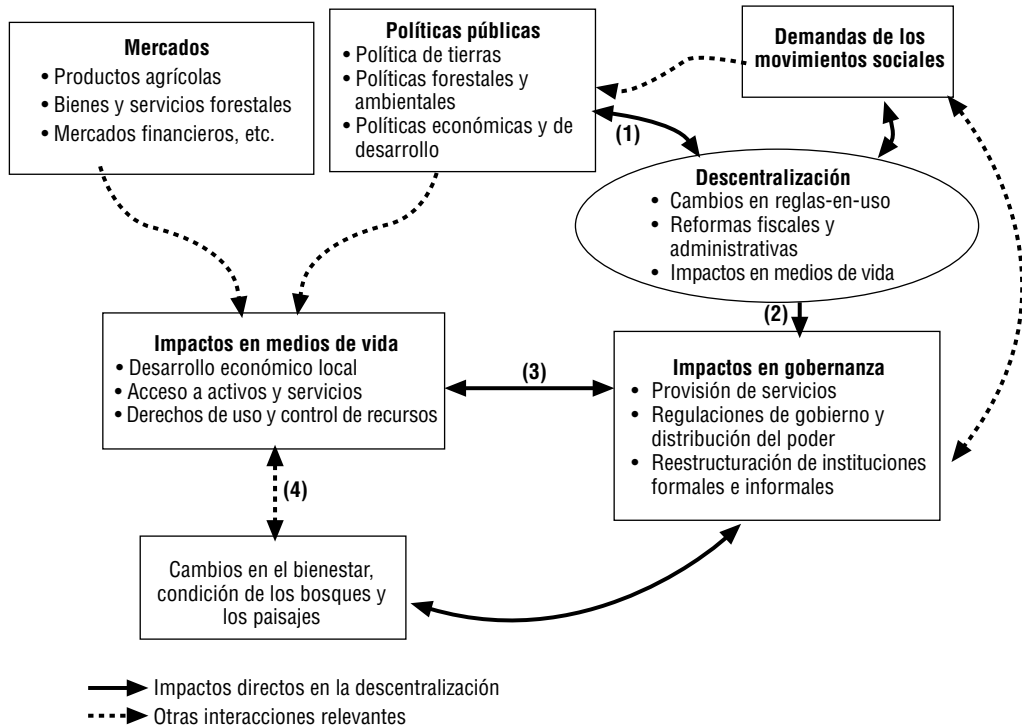 Mercados
• Productos agrícolas
• Bienes y servicios forestales
• Mercados financieros, etc.
Políticas públicas
• Política de tierras
• Políticas forestales y
ambientales
• Políticas económicas y de
desarrollo
Demandas de los
movimientos sociales
(1)
Descentralización
• Cambios en reglas-en-uso
• Reformas fiscales y
administrativas
• Impactos en medios de vida
(2)
Impactos en medios de vida
• Desarrollo económico local
• Acceso a activos y servicios
• Derechos de uso y control de recursos
(3)
Impactos en gobernanza
• Provisión de servicios
• Regulaciones de gobierno y
distribución del poder
• Reestructuración de instituciones
formales e informales
(4)
Cambios en el bienestar,
condición de los bosques y
los paisajes
Impactos directos en la descentralización
Otras interacciones relevantes